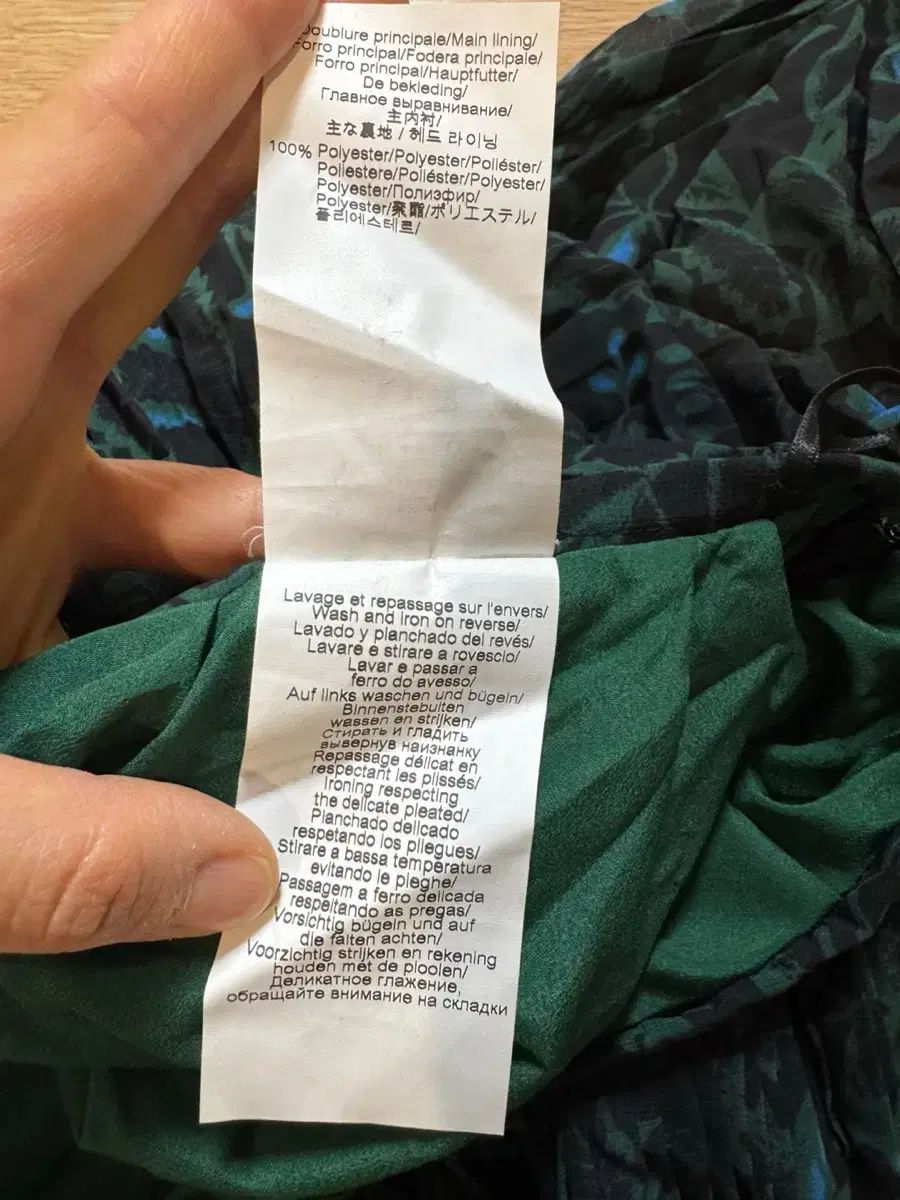 Doublure principale/Main lining/
Forro principal/Fodera principale/
Forro principal/Hauptfutter/
De bekleding/
Главное выравнивание/
主内衬/
主な裏地 / 헤드 라이닝
100% Polyester/Polyester/Poliéster/
Poliestere/Poliéster/Polyester/
Polyester/Полиэфир/
Polyester/聚酯/ポリエステル/
폴리에스테르/
Lavage et repassage sur l'envers/
Wash and iron on reverse/
Lavado y planchado del revés/
Lavare e stirare a rovescio/
Lavar e passar a
ferro do avesso/
Auf links waschen und bügeln/
Binnenstebuiten
wassen en strijken/
Стирать и гладить
вывернув наизнанку
Repassage délicat en
respectant les plissés/
Ironing respecting
the delicate pleated/
Planchado delicado
respetando los pliegues/
Stirare a bassa temperatura
evitando le pieghe/
Passagem a ferro delicada
respeitando as pregas/
Vorsichtig bügeln und auf
die falten achten/
Voorzichtig strijken en rekening
houden met de plooien/
Деликатное глажение,
обращайте внимание на складки